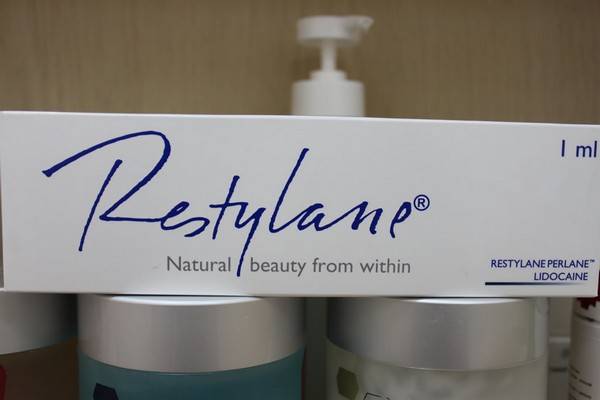 1 ml
Restylane®
Natural beauty from within
RESTYLANE PERLANE™
LIDOCAINE